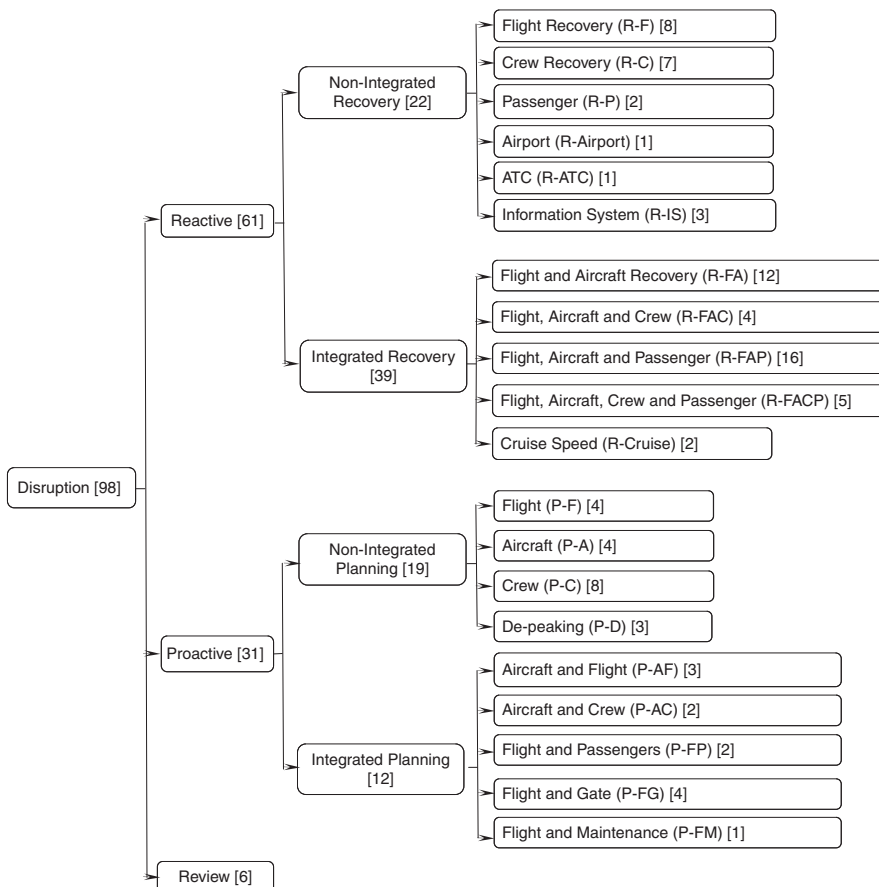 Flight Recovery (R-F) [8]
Crew Recovery (R-C) [7]
Non-Integrated
Recovery [22]
Passenger (R-P) [2]
Airport (R-Airport) [1]
ATC (R-ATC) [1]
Information System (R-IS) [3]
Reactive [61]
Flight and Aircraft Recovery (R-FA) [12]
Flight, Aircraft and Crew (R-FAC) [4]
Integrated Recovery
[39]
Flight, Aircraft and Passenger (R-FAP) [16]
Flight, Aircraft, Crew and Passenger (R-FACP) [5]
Cruise Speed (R-Cruise) [2]
Disruption [98]
Flight (P-F) [4]
Non-Integrated
Planning [19]
Aircraft (P-A) [4]
Crew (P-C) [8]
De-peaking (P-D) [3]
Proactive [31]
Aircraft and Flight (P-AF) [3]
Aircraft and Crew (P-AC) [2]
Integrated Planning
[12]
Flight and Passengers (P-FP) [2]
Flight and Gate (P-FG) [4]
Flight and Maintenance (P-FM) [1]
Review [6]